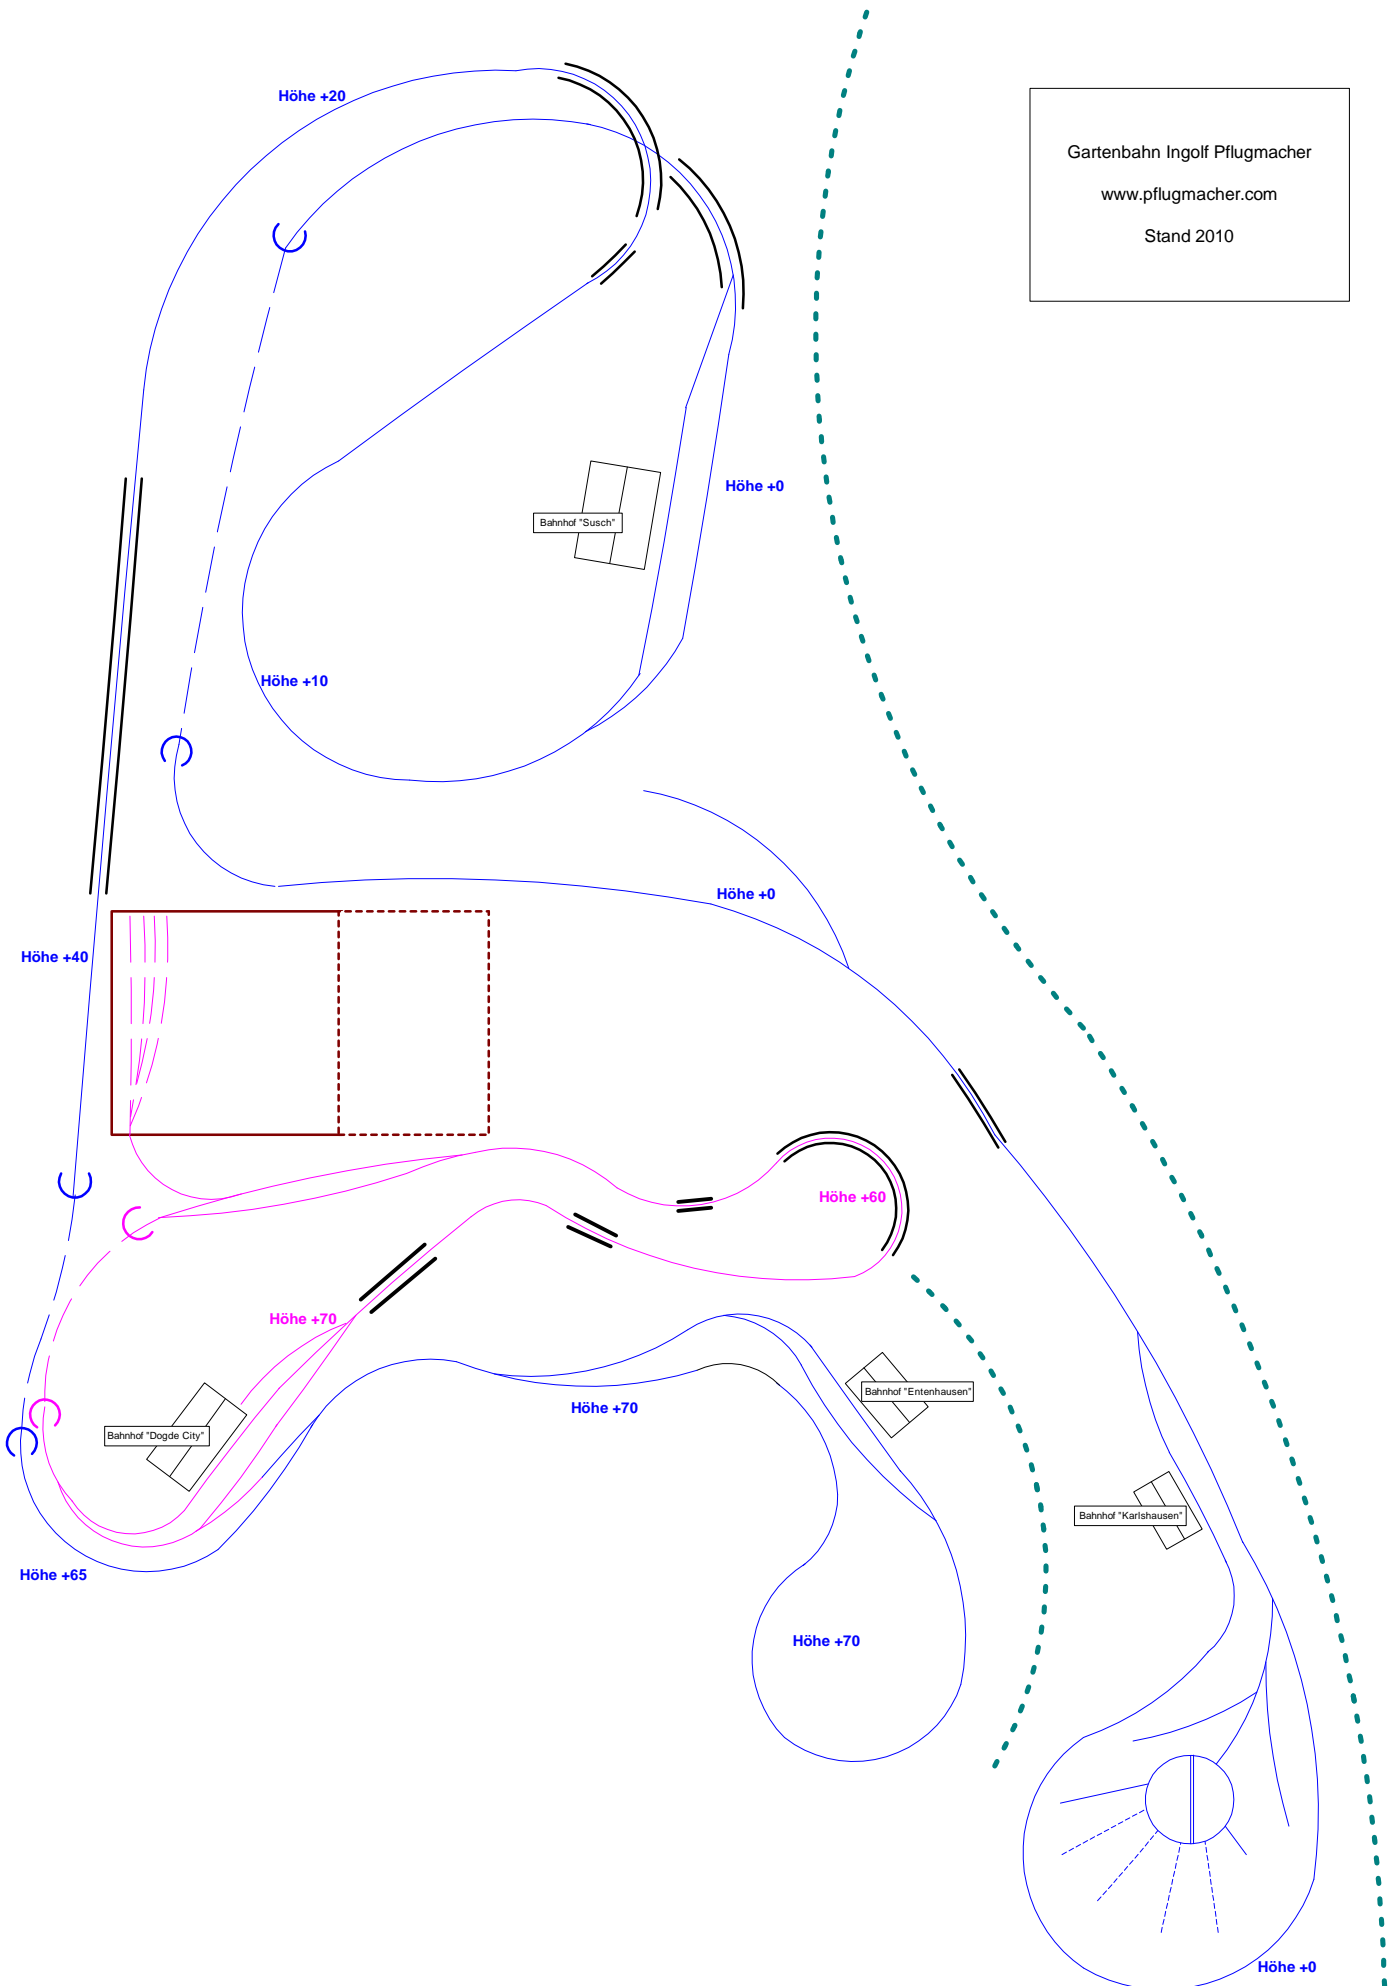 Höhe +20
Gartenbahn Ingolf Pflugmacher
www.pflugmacher.com
Stand 2010
Höhe +0
Bahnhof "Susch"
Höhe +10
Höhe +0
Höhe +40
Höhe +60
Höhe +70
Bahnhof "Entenhausen"
Höhe +70
Bahnhof "Dogde City"
Bahnhof "Karlshausen"
Höhe +65
Höhe +70
Höhe +0